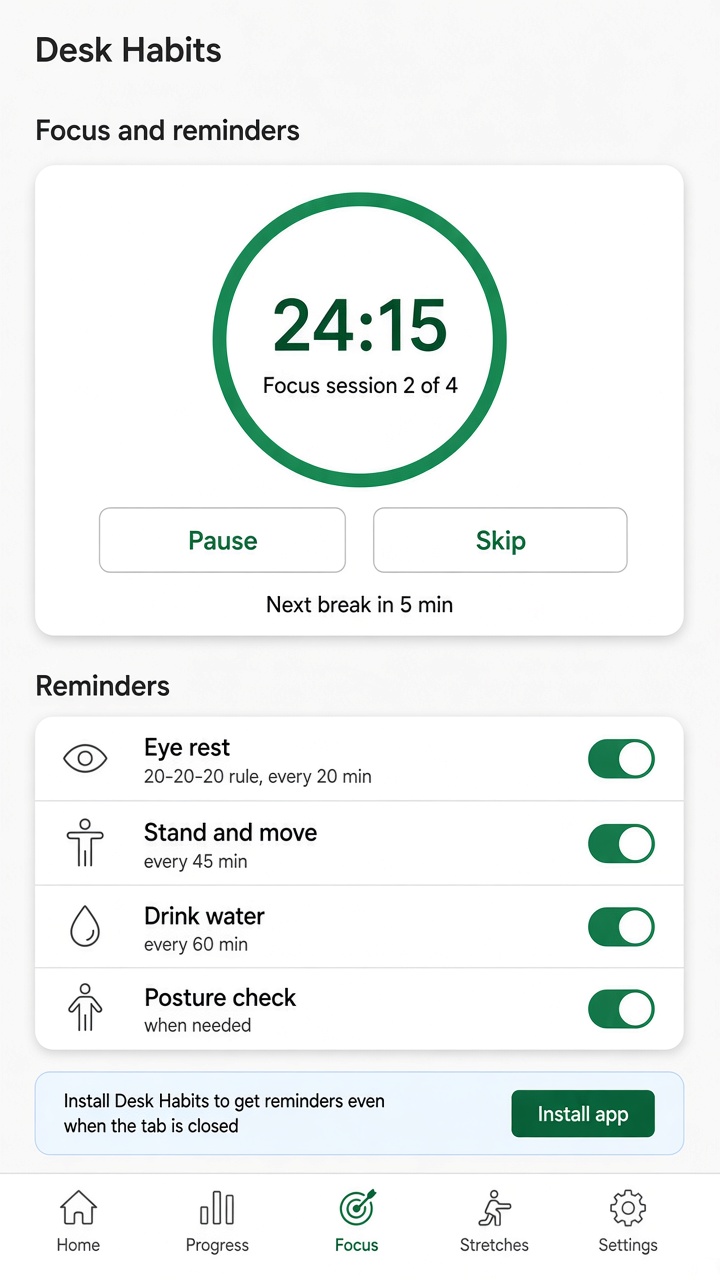 Desk Habits
Focus and reminders
24:15
Focus session 2 of 4
Pause
Skip
Next break in 5 min
Reminders
Eye rest
20-20-20 rule, every 20 min
Stand and move
every 45 min
Drink water
every 60 min
Posture check
when needed
Install Desk Habits to get reminders even
when the tab is closed
Install app
Home
Progress
Focus
Stretches
Settings